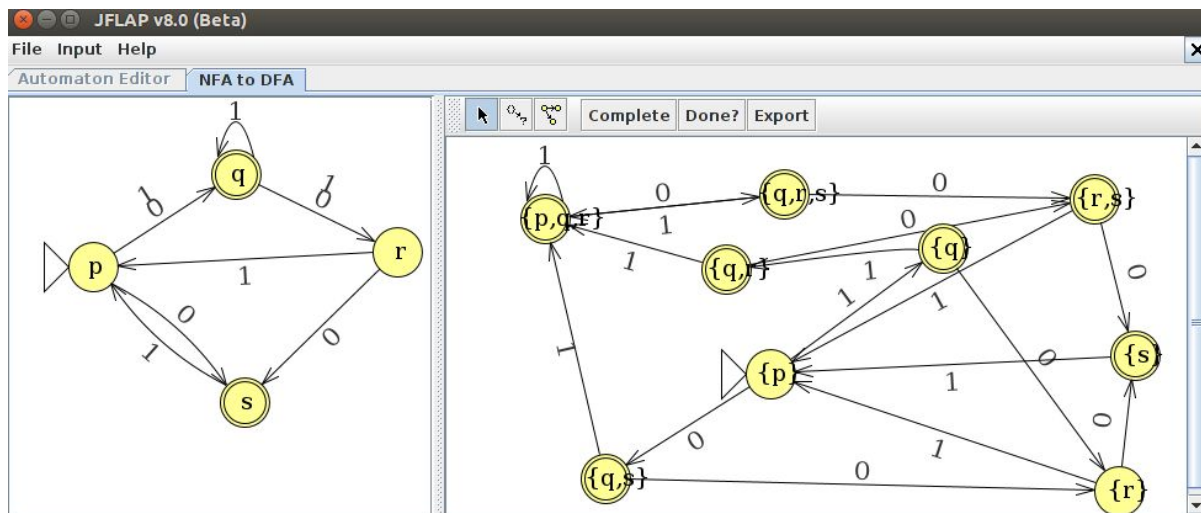 JFLAP v8.0 (Beta)
File Input Help
Automaton Editor NFA to DFA
Complete Done? Export
1
q
1
0
1
0
p
1
r
0
1
0
s
1
{p,q,r}
0
1
{q,r,s}
0
{r,s}
0
1
{q,r}
1
{q}
1
1
0
{p}
1
0
{s}
1
0
1
0
{q,s}
0
{r}